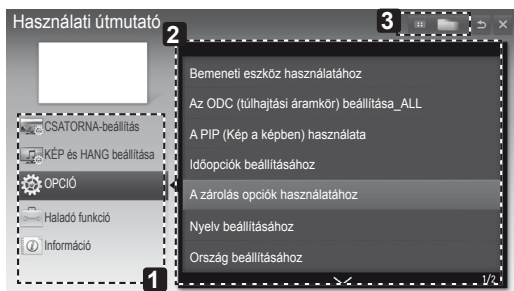 Használati útmutató
3
2
Bemeneti eszköz használatához
Az ODC (túlhajtási áramkör) beállítása_ALL
A PIP (Kép a képben) használata
Időopciók beállításához
A zárolás opciók használatához
Nyelv beállításához
Ország beállításához
1/2
CSATORNA-beállítás
KÉP és HANG beállítása
OPCIÓ
Haladó funkció
Információ
1